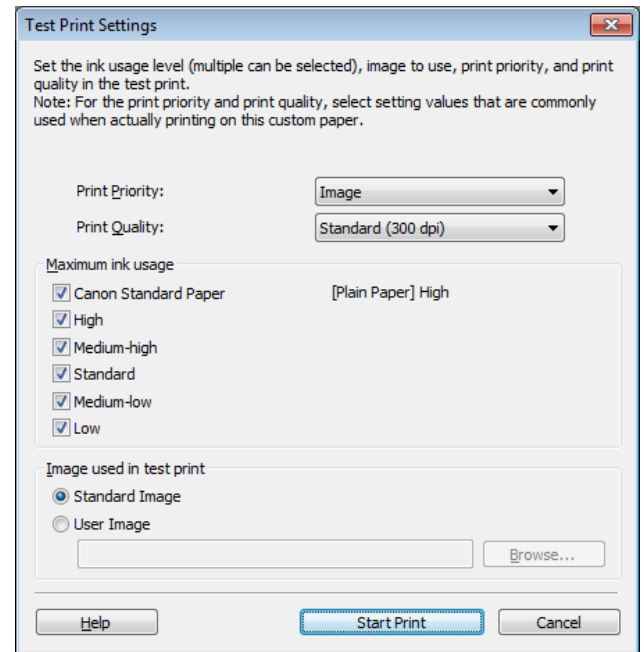 Test Print Settings
Set the ink usage level (multiple can be selected), image to use, print priority, and print
quality in the test print.
Note: For the print priority and print quality, select setting values that are commonly
used when actually printing on this custom paper.
Print Priority: Image
Print Quality: Standard (300 dpi)
Maximum ink usage
Canon Standard Paper [Plain Paper] High
High
Medium-high
Standard
Medium-low
Low
Image used in test print
Standard Image
User Image
Browse...
Help Start Print Cancel